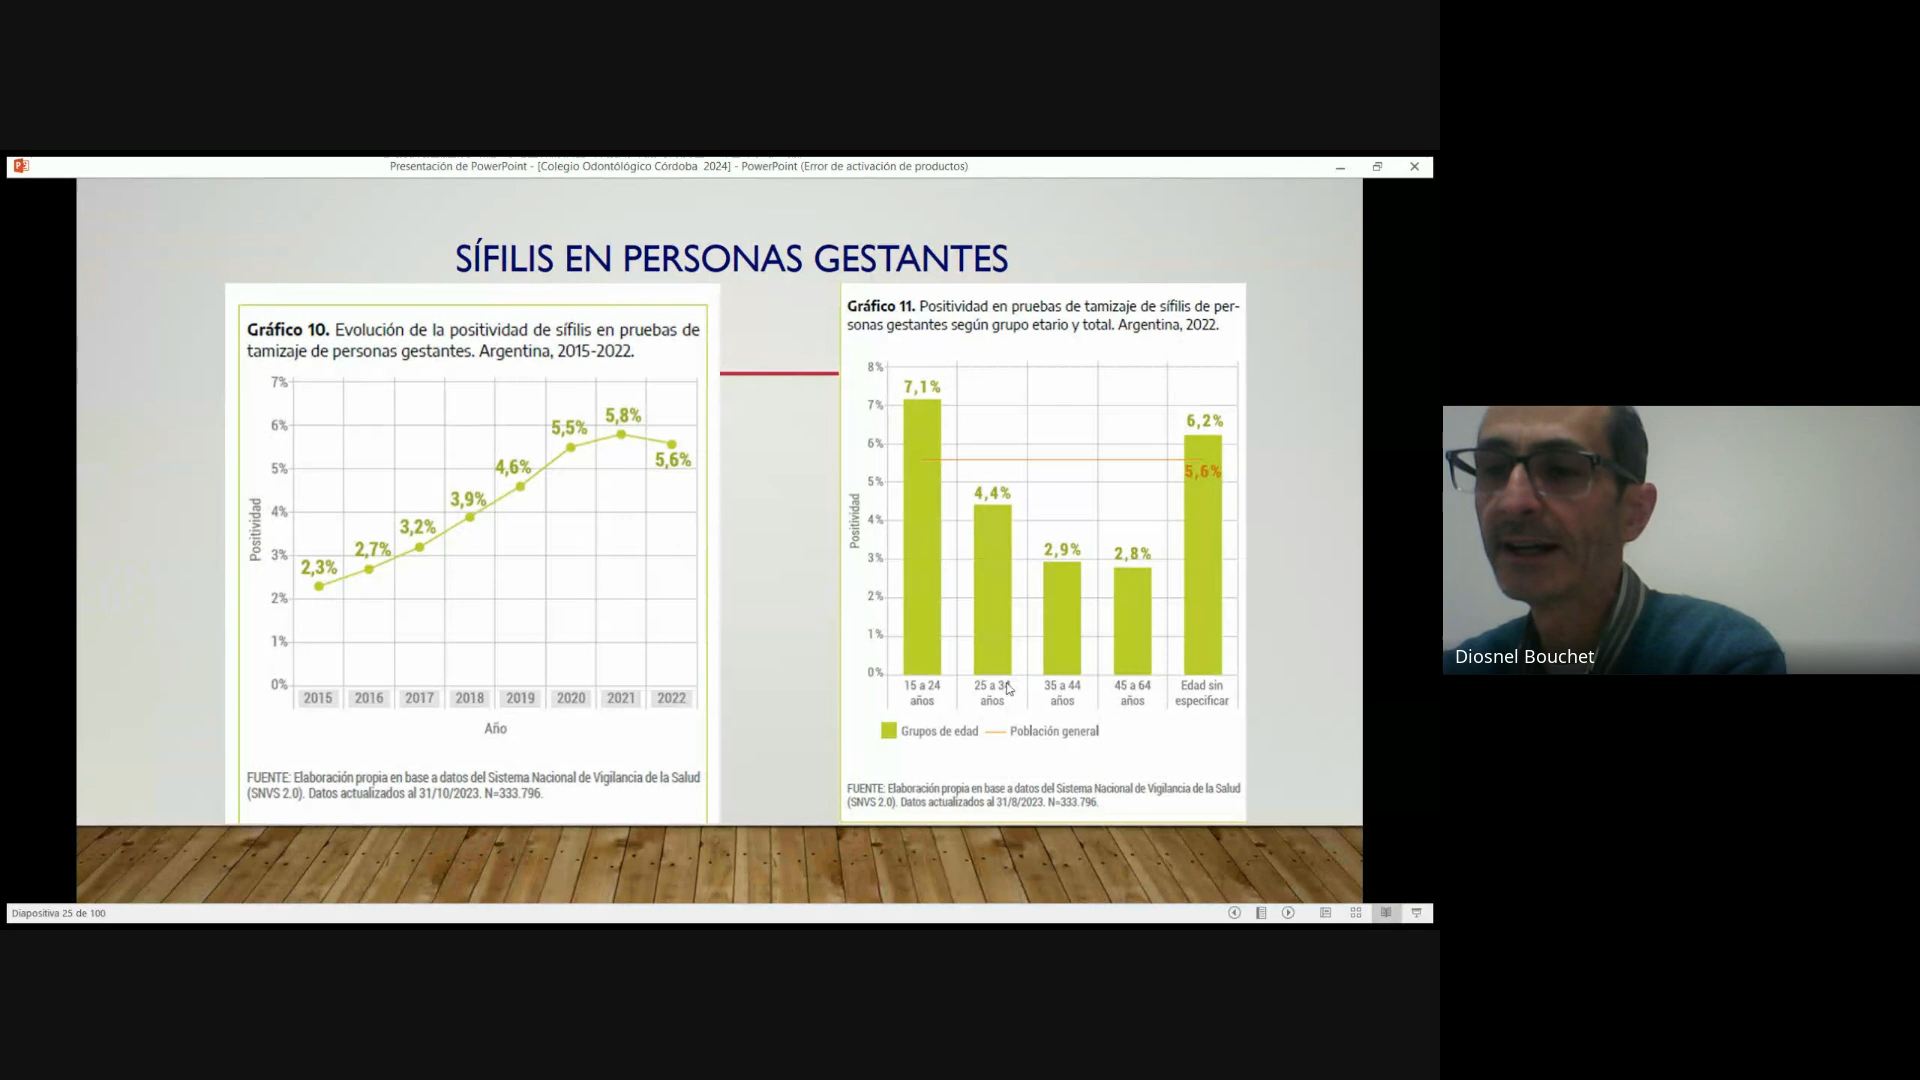 Presentación de PowerPoint - [Colegio Odontólógico Córdoba  2024] - PowerPoint (Error de activación de productos)
SÍFILIS EN PERSONAS GESTANTES
Gráfico 10. Evolución de la positividad de sífilis en pruebas de
tamizaje de personas gestantes. Argentina, 2015-2022.
7%
6%
5%
4%
3%
2%
1%
0%
Positividad
2,3%
2,7%
3,2%
3,9%
4,6%
5,5%
5,8%
5,6%
2015
2016
2017
2018
2019
2020
2021
2022
Año
FUENTE: Elaboración propia en base a datos del Sistema Nacional de Vigilancia de la Salud
(SNVS 2.0). Datos actualizados al 31/10/2023. N=333.796.
Gráfico 11. Positividad en pruebas de tamizaje de sífilis de per-
sonas gestantes según grupo etario y total. Argentina, 2022.
8%
7%
6%
5%
4%
3%
2%
1%
0%
Positividad
7,1%
4,4%
2,9%
2,8%
6,2%
5,6%
15 a 24
años
25 a 34
años
35 a 44
años
45 a 64
años
Edad sin
especificar
Grupos de edad
Población general
FUENTE: Elaboración propia en base a datos del Sistema Nacional de Vigilancia de la Salud
(SNVS 2.0). Datos actualizados al 31/8/2023. N=333.796.
Diapositiva 25 de 100
Diosnel Bouchet